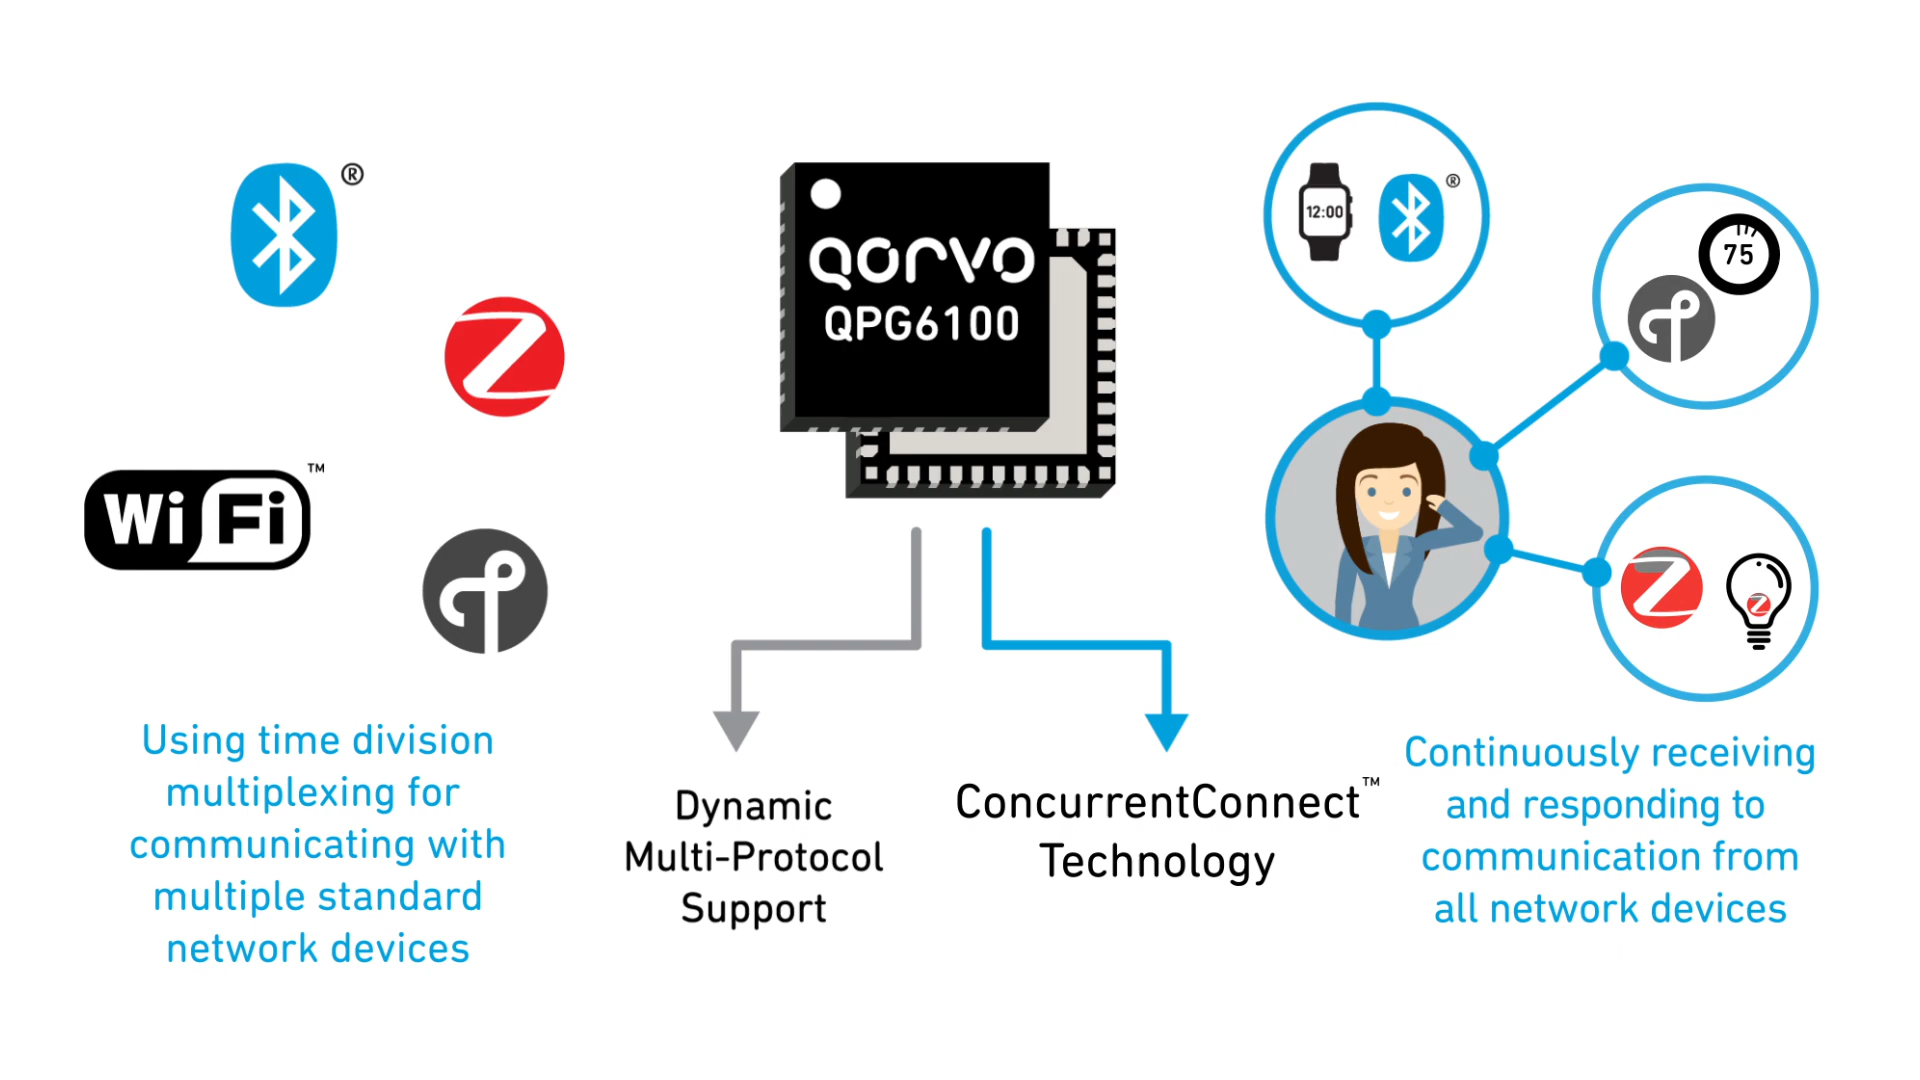 ®
Wi Fi ™
Using time division
multiplexing for
communicating with
multiple standard
network devices
QORVO
QPG6100
Dynamic
Multi-Protocol
Support
ConcurrentConnect™
Technology
12:00
®
75
Continuously receiving
and responding to
communication from
all network devices